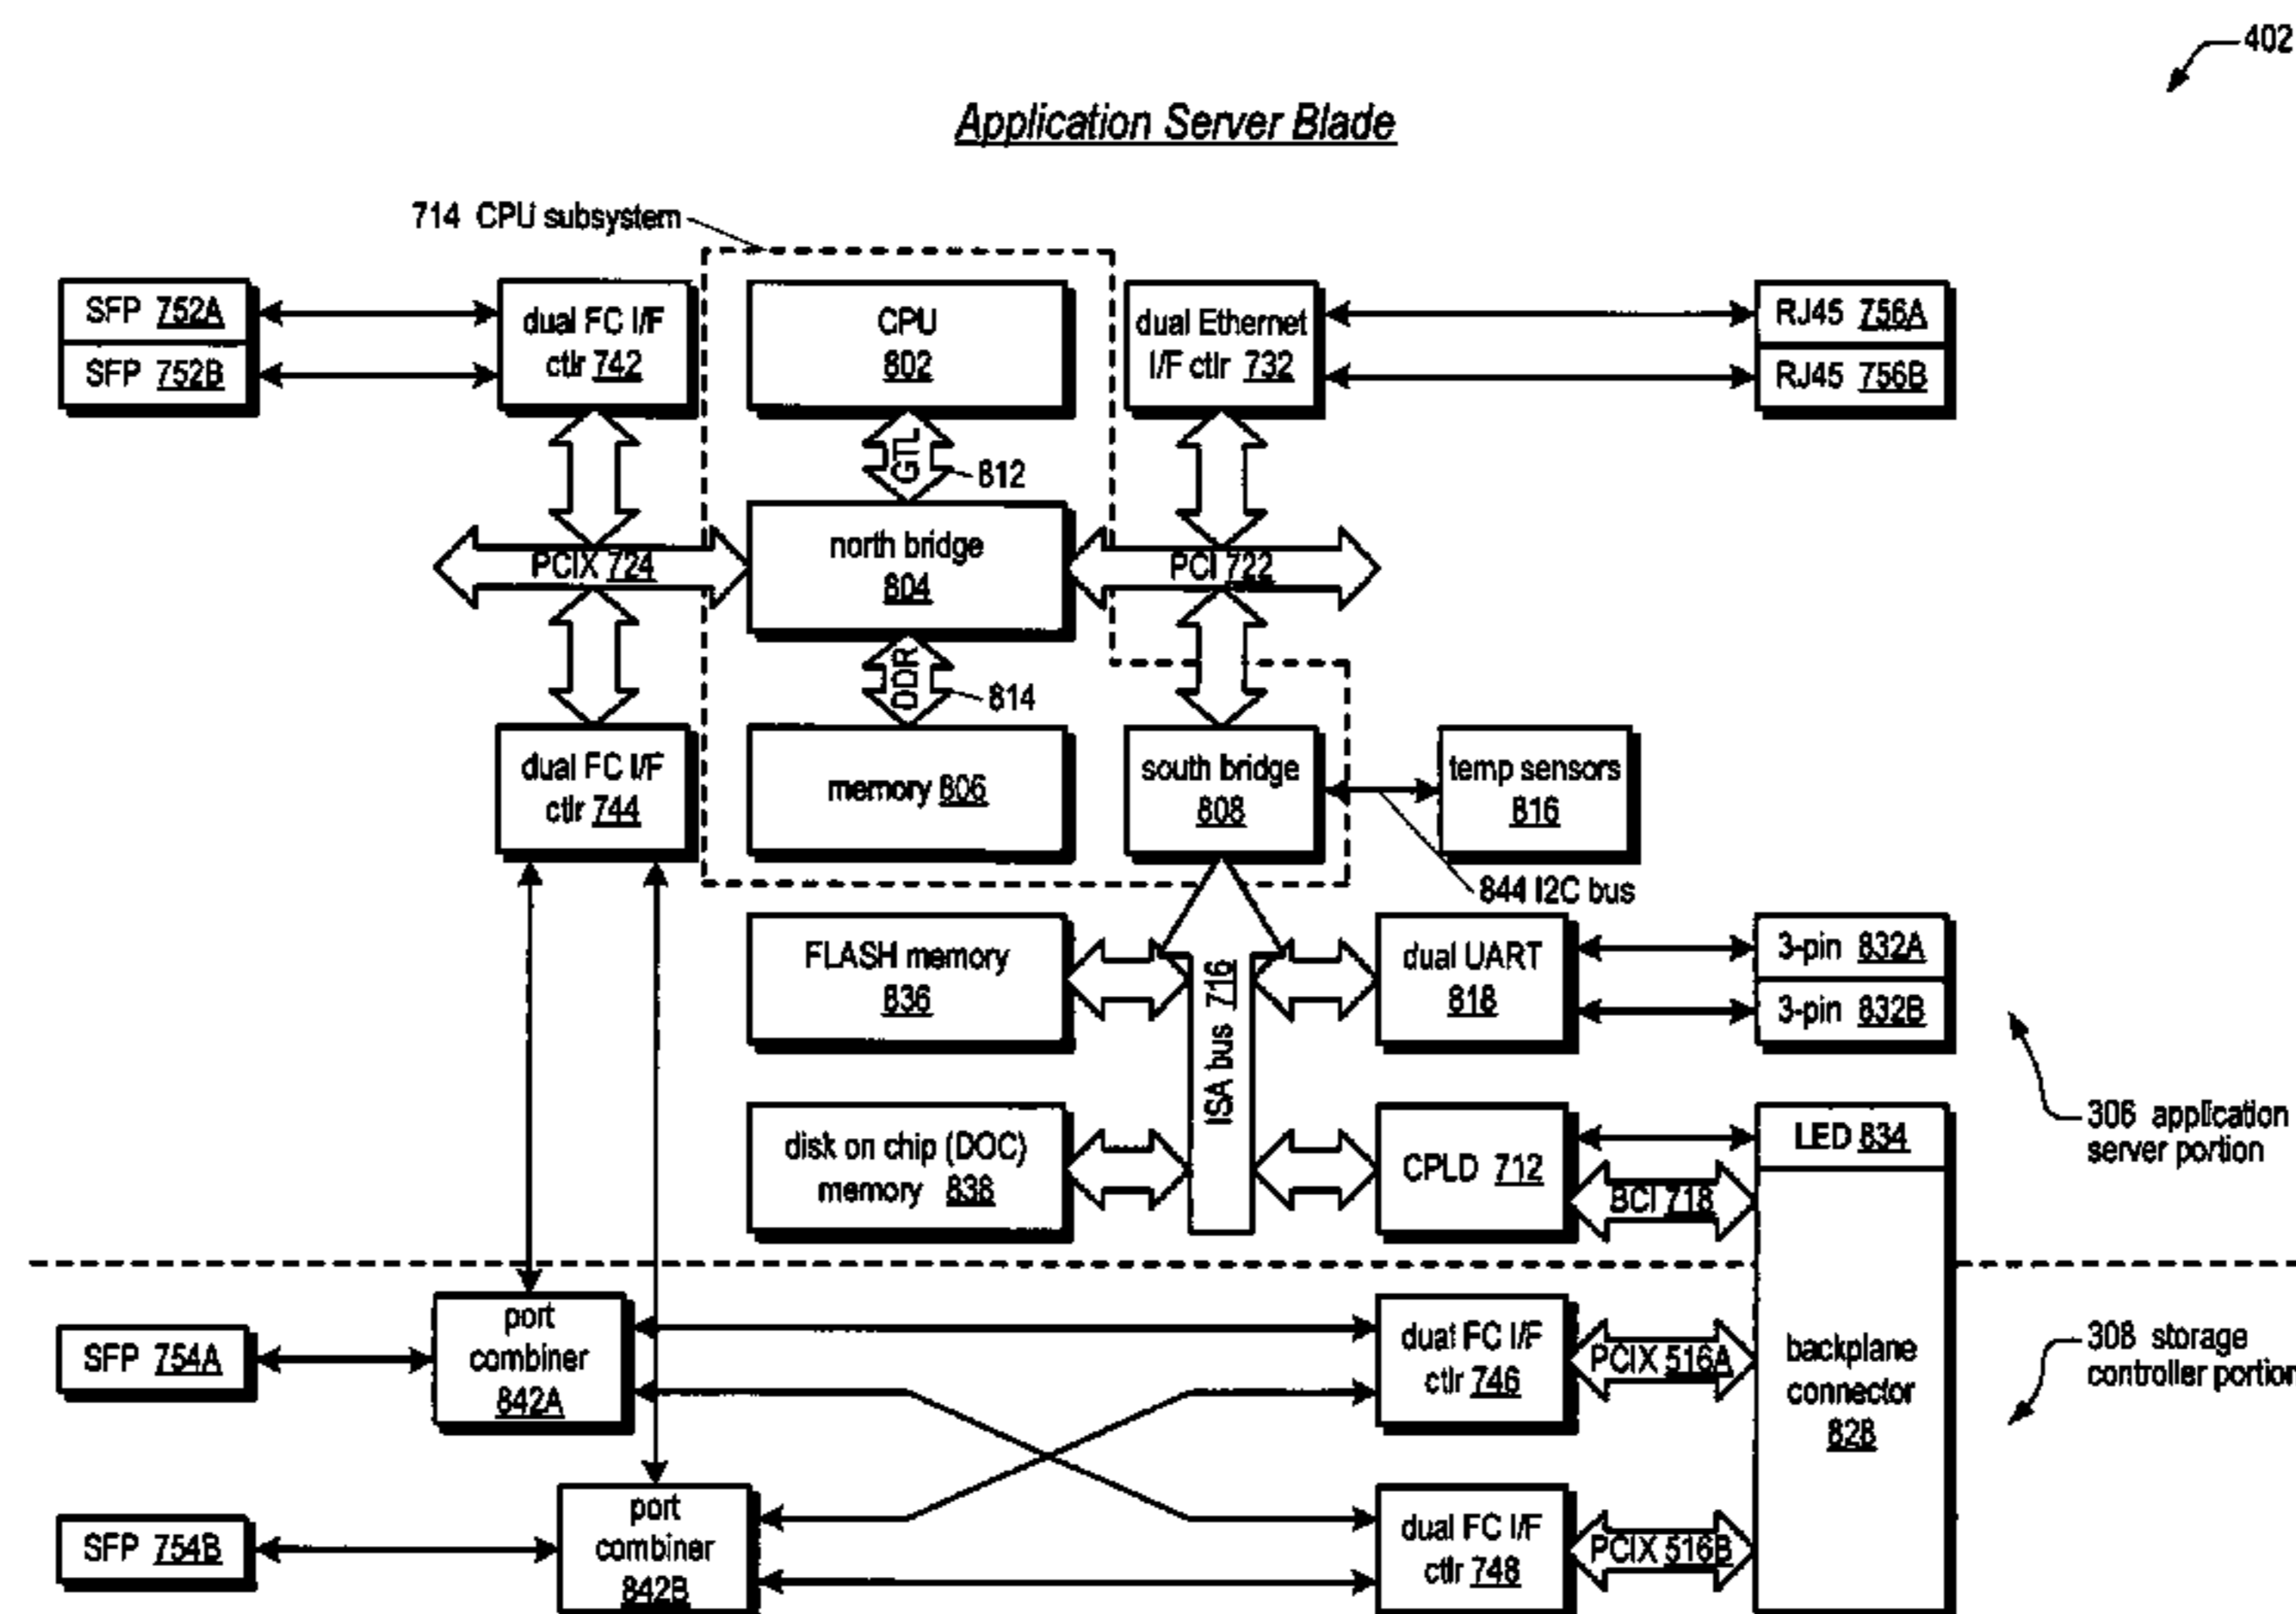 402
Application Server Blade
714 CPU subsystem
SFP 752A
SFP 752B
dual FC I/F
ctlr 742
CPU
802
dual Ethernet
I/F ctlr 732
RJ45 756A
RJ45 756B
GTL
812
PCIX 724
north bridge
804
PCI 722
DDR
814
dual FC I/F
ctlr 744
memory 806
south bridge
808
temp sensors
816
844 I2C bus
FLASH memory
836
ISA bus 716
dual UART
818
3-pin 832A
3-pin 832B
306 application
server portion
disk on chip (DOC)
memory 838
CPLD 712
LED 834
BCI 718
SFP 754A
port
combiner
842A
dual FC I/F
ctlr 746
PCIX 516A
backplane
connector
828
308 storage
controller portion
SFP 754B
port
combiner
842B
dual FC I/F
ctlr 748
PCIX 516B